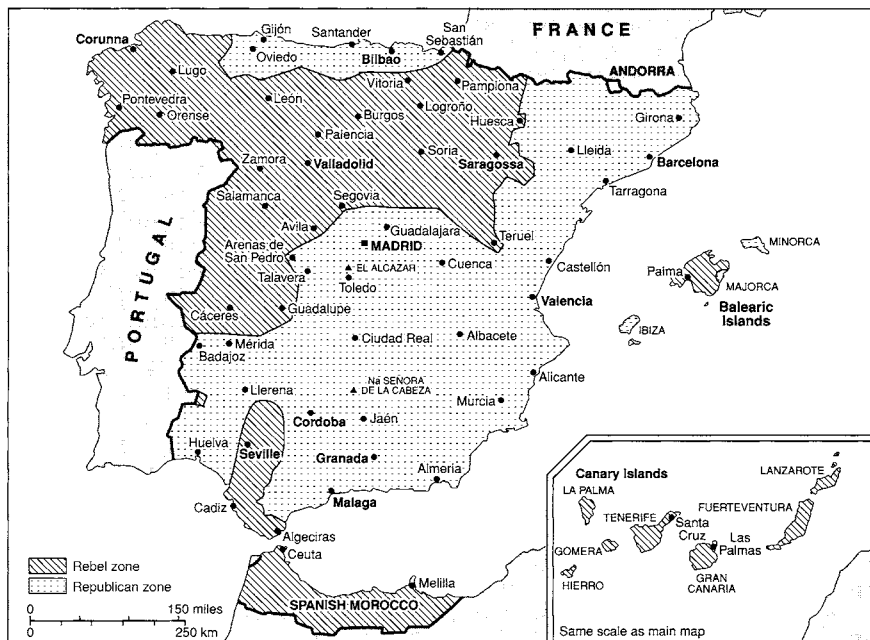 FRANCE
ANDORRA
PORTUGAL
Corunna
Lugo
Pontevedra
Orense
Gijón
Oviedo
Santander
Bilbao
San
Sebastián
Vitoria
Pamplona
León
Burgos
Logroño
Huesca
Palencia
Girona
Zamora
Valladolid
Soria
Saragossa
Lleida
Barcelona
Tarragona
Salamanca
Segovia
Avila
Guadalajara
MADRID
Teruel
Arenas de
San Pedro
Talavera
EL ALCAZAR
Toledo
Cuenca
Castellón
MINORCA
Palma
MAJORCA
Balearic
Islands
IBIZA
Valencia
Cáceres
Guadalupe
Mérida
Badajoz
Ciudad Real
Albacete
Alicante
Llerena
Na SEÑORA
DE LA CABEZA
Murcia
Cordoba
Jaén
Huelva
Seville
Granada
Almeria
Malaga
Cadiz
Algeciras
Ceuta
Melilla
SPANISH MOROCCO
Rebel zone
Republican zone
0 150 miles
0 250 km
Canary Islands
LA PALMA
TENERIFE
Santa
Cruz
GOMERA
HIERRO
Las
Palmas
GRAN
CANARIA
FUERTEVENTURA
LANZAROTE
Same scale as main map